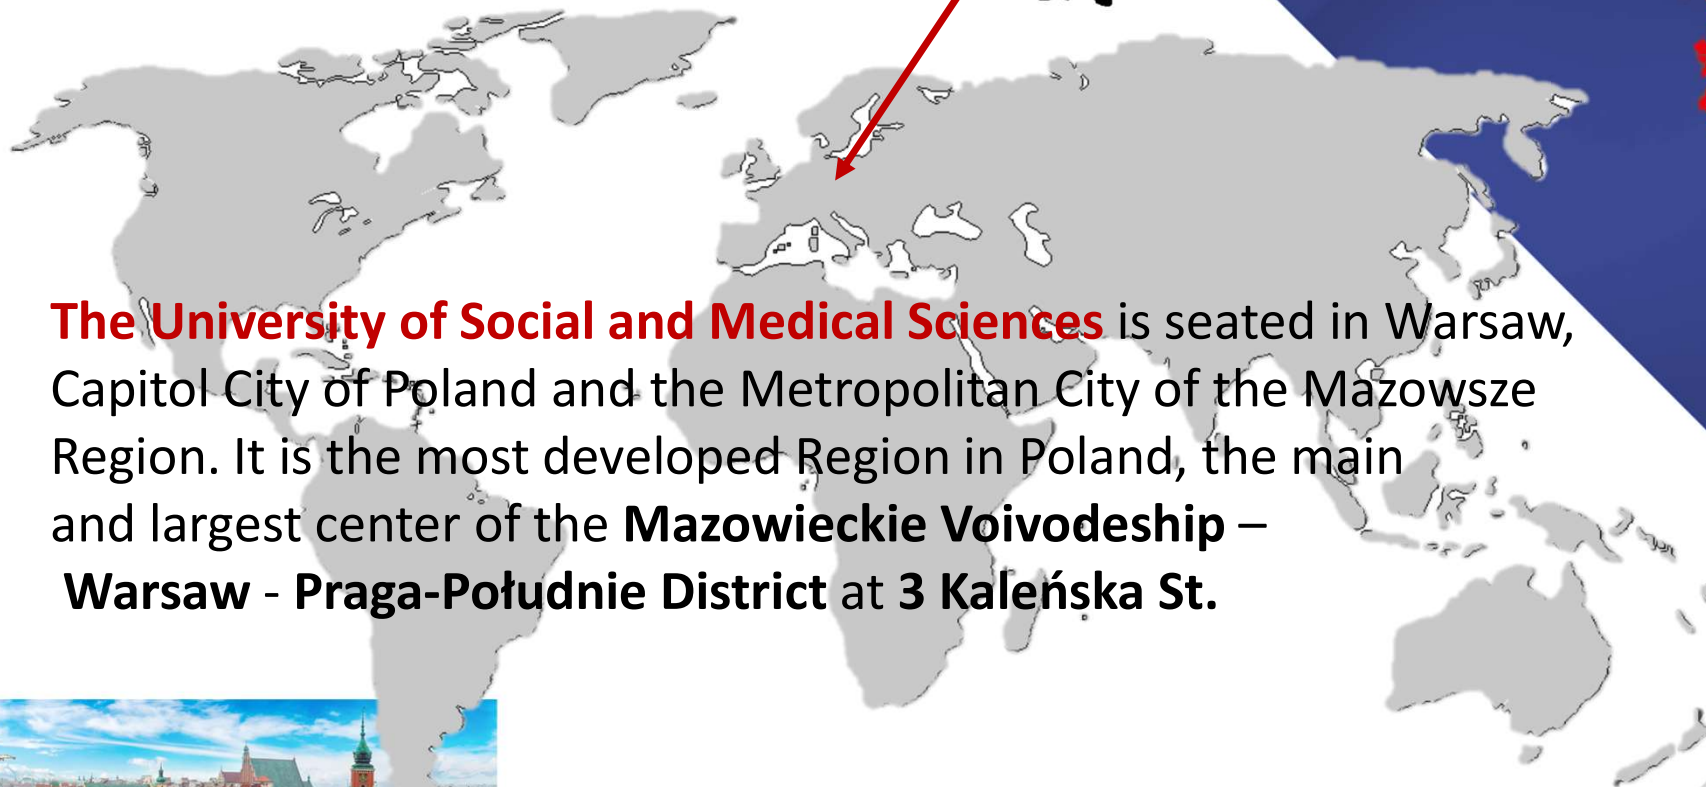 The University of Social and Medical Sciences is seated in Warsaw,
Capitol City of Poland and the Metropolitan City of the Mazowsze
Region. It is the most developed Region in Poland, the main
and largest center of the Mazowieckie Voivodeship –
Warsaw - Praga-Południe District at 3 Kaleńska St.